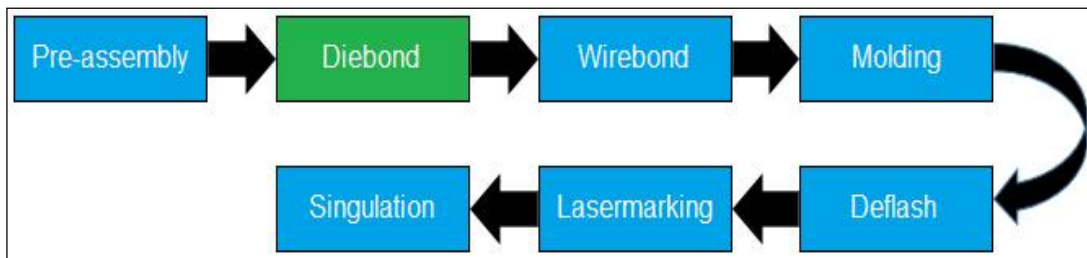 Pre-assembly
Diebond
Wirebond
Molding
Deflash
Lasermarking
Singulation